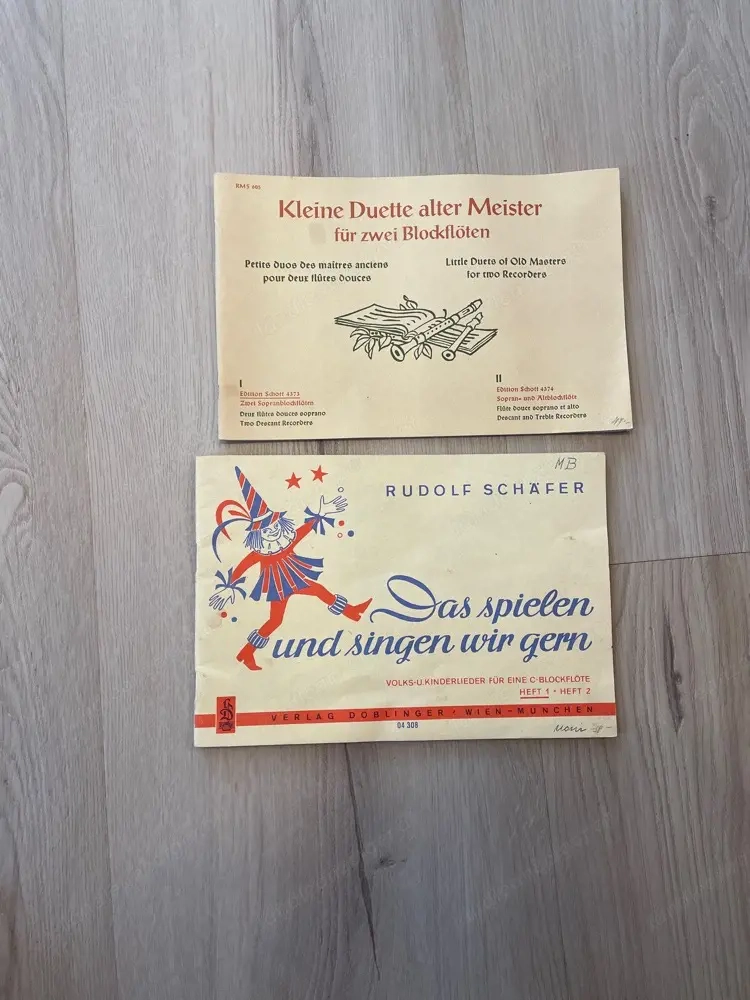 RMS 605
Kleine Duette alter Meister
für zwei Blockflöten
Petits duos des maîtres anciens
pour deux flûtes douces
Little Duets of Old Masters
for two Recorders
I
Edition Schott 4373
Zwei Sopranblockflöten
Deux flûtes douces soprano
Two Descant Recorders
II
Edition Schott 4374
Sopran- und Altblockflöte
Flûte douce soprano et alto
Descant and Treble Recorders
MB
RUDOLF SCHÄFER
Das spielen
und singen wir gern
VOLKS-U.KINDERLIEDER FÜR EINE C-BLOCKFLÖTE
HEFT 1 • HEFT 2
VERLAG DOBLINGER · WIEN-MÜNCHEN
04 308